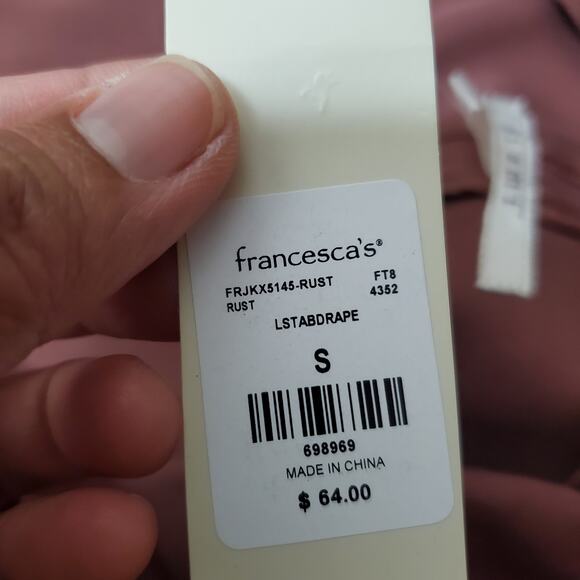 francesca's®
FRJKX5145-RUST FT8
RUST 4352
LSTABDRAPE
S
698969
MADE IN CHINA
$ 64.00